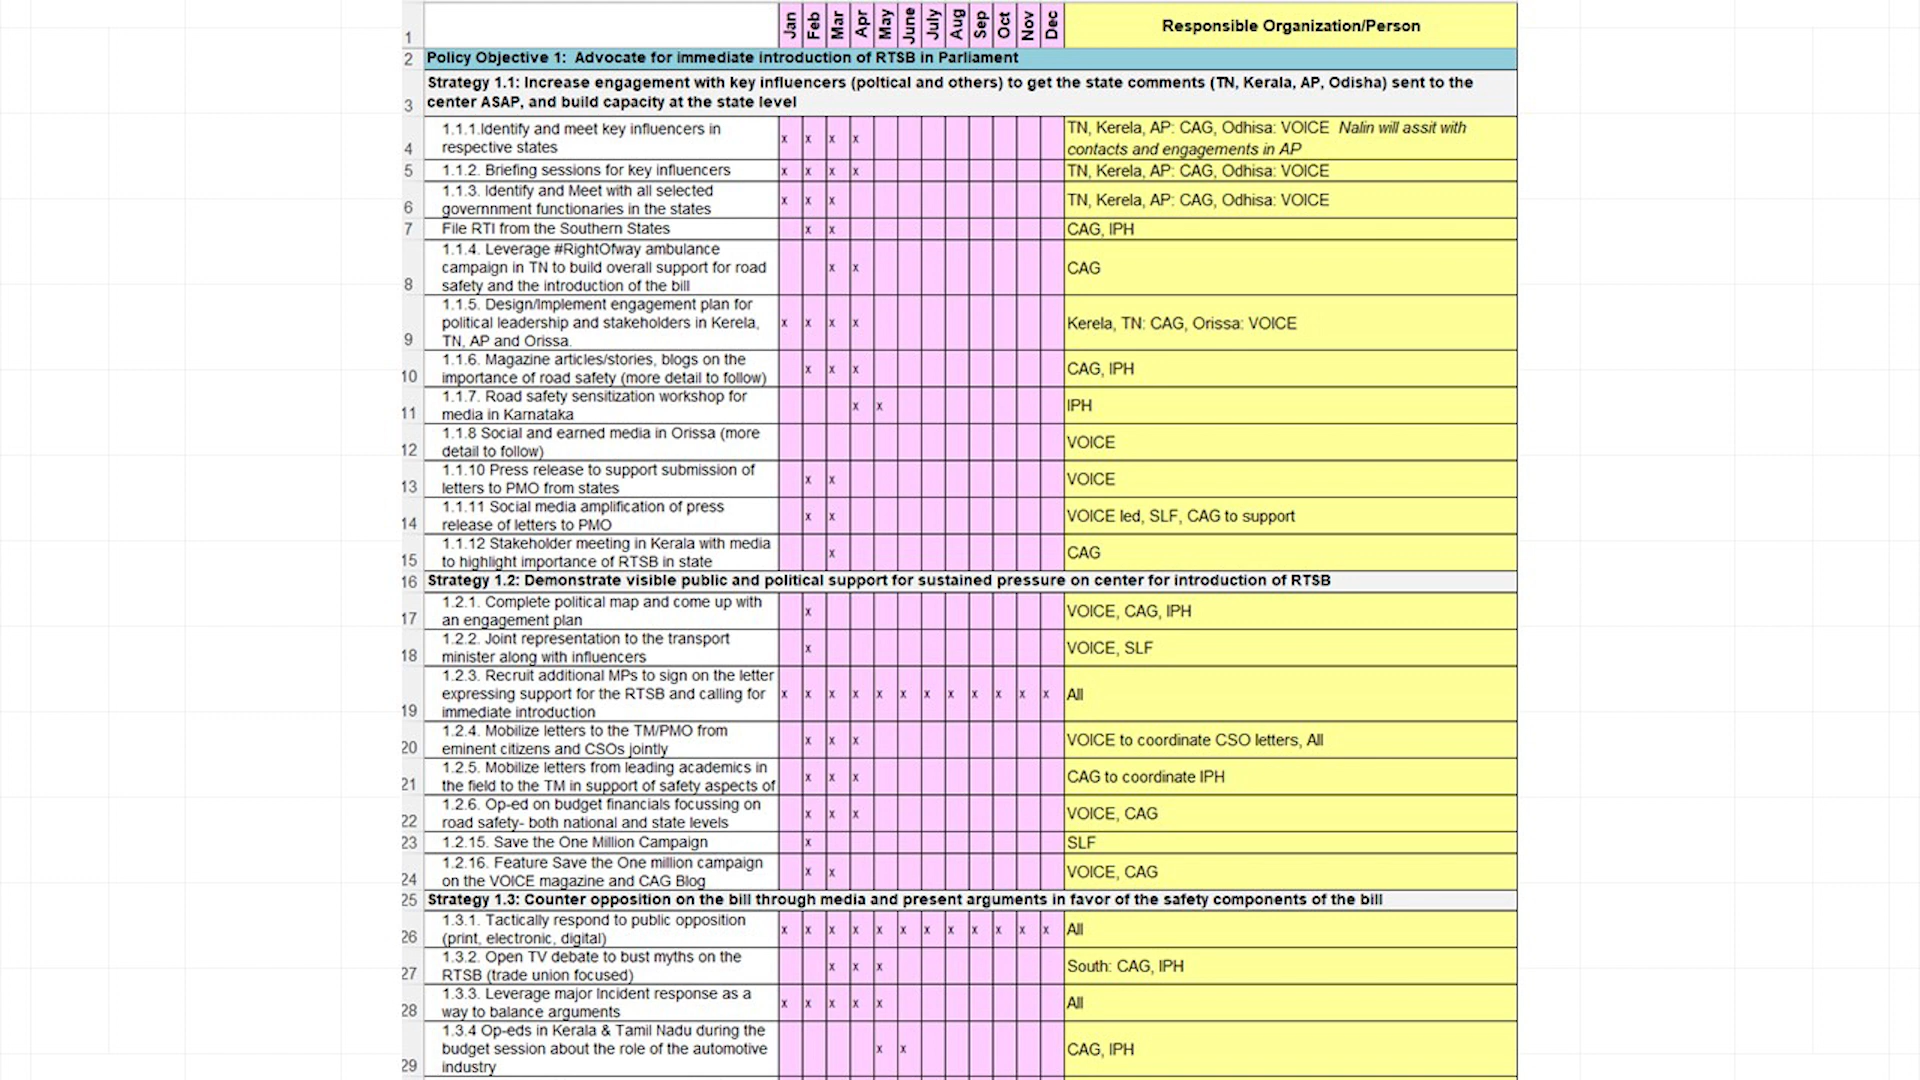 Jan Feb Mar Apr May June July Aug Sep Oct Nov Dec Responsible Organization/Person
1
2 Policy Objective 1: Advocate for immediate introduction of RTSB in Parliament
Strategy 1.1: Increase engagement with key influencers (poltical and others) to get the state comments (TN, Kerala, AP, Odisha) sent to the
3 center ASAP, and build capacity at the state level
1.1.1.Identify and meet key influencers in
respective states
4 x x x x TN, Kerela, AP: CAG, Odhisa: VOICE Nalin will assit with
contacts and engagements in AP
5 1.1.2. Briefing sessions for key influencers x x x x TN, Kerela, AP: CAG, Odhisa: VOICE
1.1.3. Identify and Meet with all selected
6 governnment functionaries in the states x x x TN, Kerela, AP: CAG, Odhisa: VOICE
7 File RTI from the Southern States x x CAG, IPH
1.1.4. Leverage #RightOfway ambulance
campaign in TN to build overall support for road x x CAG
8 safety and the introduction of the bill
1.1.5. Design/Implement engagement plan for
political leadership and stakeholders in Kerela, x x x x Kerela, TN: CAG, Orissa: VOICE
9 TN, AP and Orissa.
1.1.6. Magazine articles/stories, blogs on the
10 importance of road safety (more detail to follow) x x x CAG, IPH
1.1.7. Road safety sensitization workshop for
11 media in Karnataka x x IPH
1.1.8 Social and earned media in Orissa (more
12 detail to follow) VOICE
1.1.10 Press release to support submission of
13 letters to PMO from states x x VOICE
1.1.11 Social media amplification of press
14 release of letters to PMO x x VOICE led, SLF, CAG to support
1.1.12 Stakeholder meeting in Kerala with media
15 to highlight importance of RTSB in state x CAG
16 Strategy 1.2: Demonstrate visible public and political support for sustained pressure on center for introduction of RTSB
1.2.1. Complete political map and come up with
17 an engagement plan x VOICE, CAG, IPH
1.2.2. Joint representation to the transport
18 minister along with influencers x VOICE, SLF
1.2.3. Recruit additional MPs to sign on the letter
expressing support for the RTSB and calling for x x x x x x x x x x x x All
19 immediate introduction
1.2.4. Mobilize letters to the TM/PMO from
20 eminent citizens and CSOs jointly x x x VOICE to coordinate CSO letters, All
1.2.5. Mobilize letters from leading academics in
21 the field to the TM in support of safety aspects of x x x CAG to coordinate IPH
1.2.6. Op-ed on budget financials focussing on
22 road safety- both national and state levels x x x VOICE, CAG
23 1.2.15. Save the One Million Campaign x SLF
1.2.16. Feature Save the One million campaign
24 on the VOICE magazine and CAG Blog x x VOICE, CAG
25 Strategy 1.3: Counter opposition on the bill through media and present arguments in favor of the safety components of the bill
1.3.1. Tactically respond to public opposition
26 (print, electronic, digital) x x x x x x x x x x x x All
1.3.2. Open TV debate to bust myths on the
27 RTSB (trade union focused) x x x South: CAG, IPH
1.3.3. Leverage major Incident response as a
28 way to balance arguments x x x x x All
1.3.4 Op-eds in Kerala & Tamil Nadu during the
budget session about the role of the automotive x x CAG, IPH
29 industry